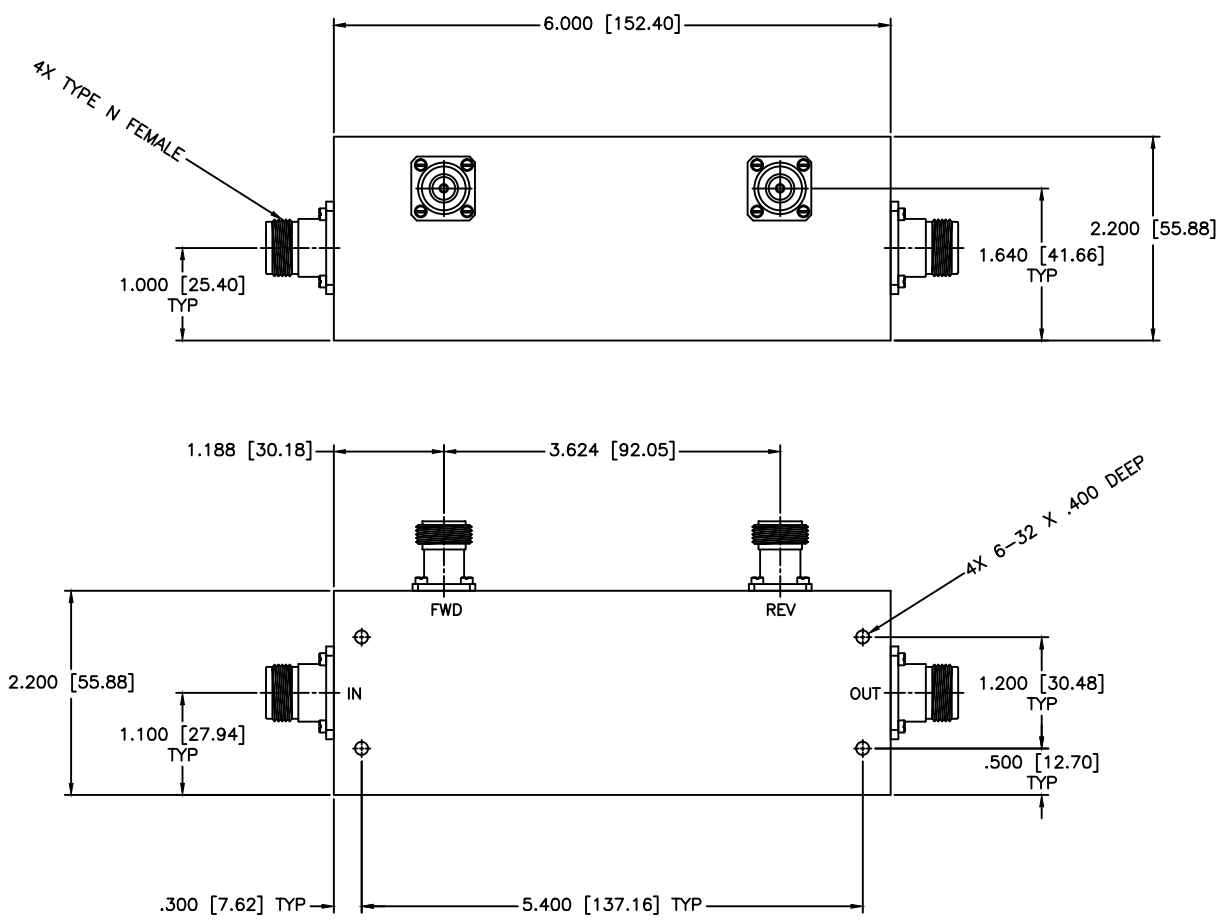 6.000 [152.40]
4X TYPE N FEMALE
2.200 [55.88]
1.640 [41.66]
TYP
1.000 [25.40]
TYP
1.188 [30.18]
3.624 [92.05]
4X 6-32 X .400 DEEP
FWD
REV
2.200 [55.88]
IN
OUT
1.200 [30.48]
TYP
1.100 [27.94]
TYP
.500 [12.70]
TYP
.300 [7.62] TYP
5.400 [137.16] TYP